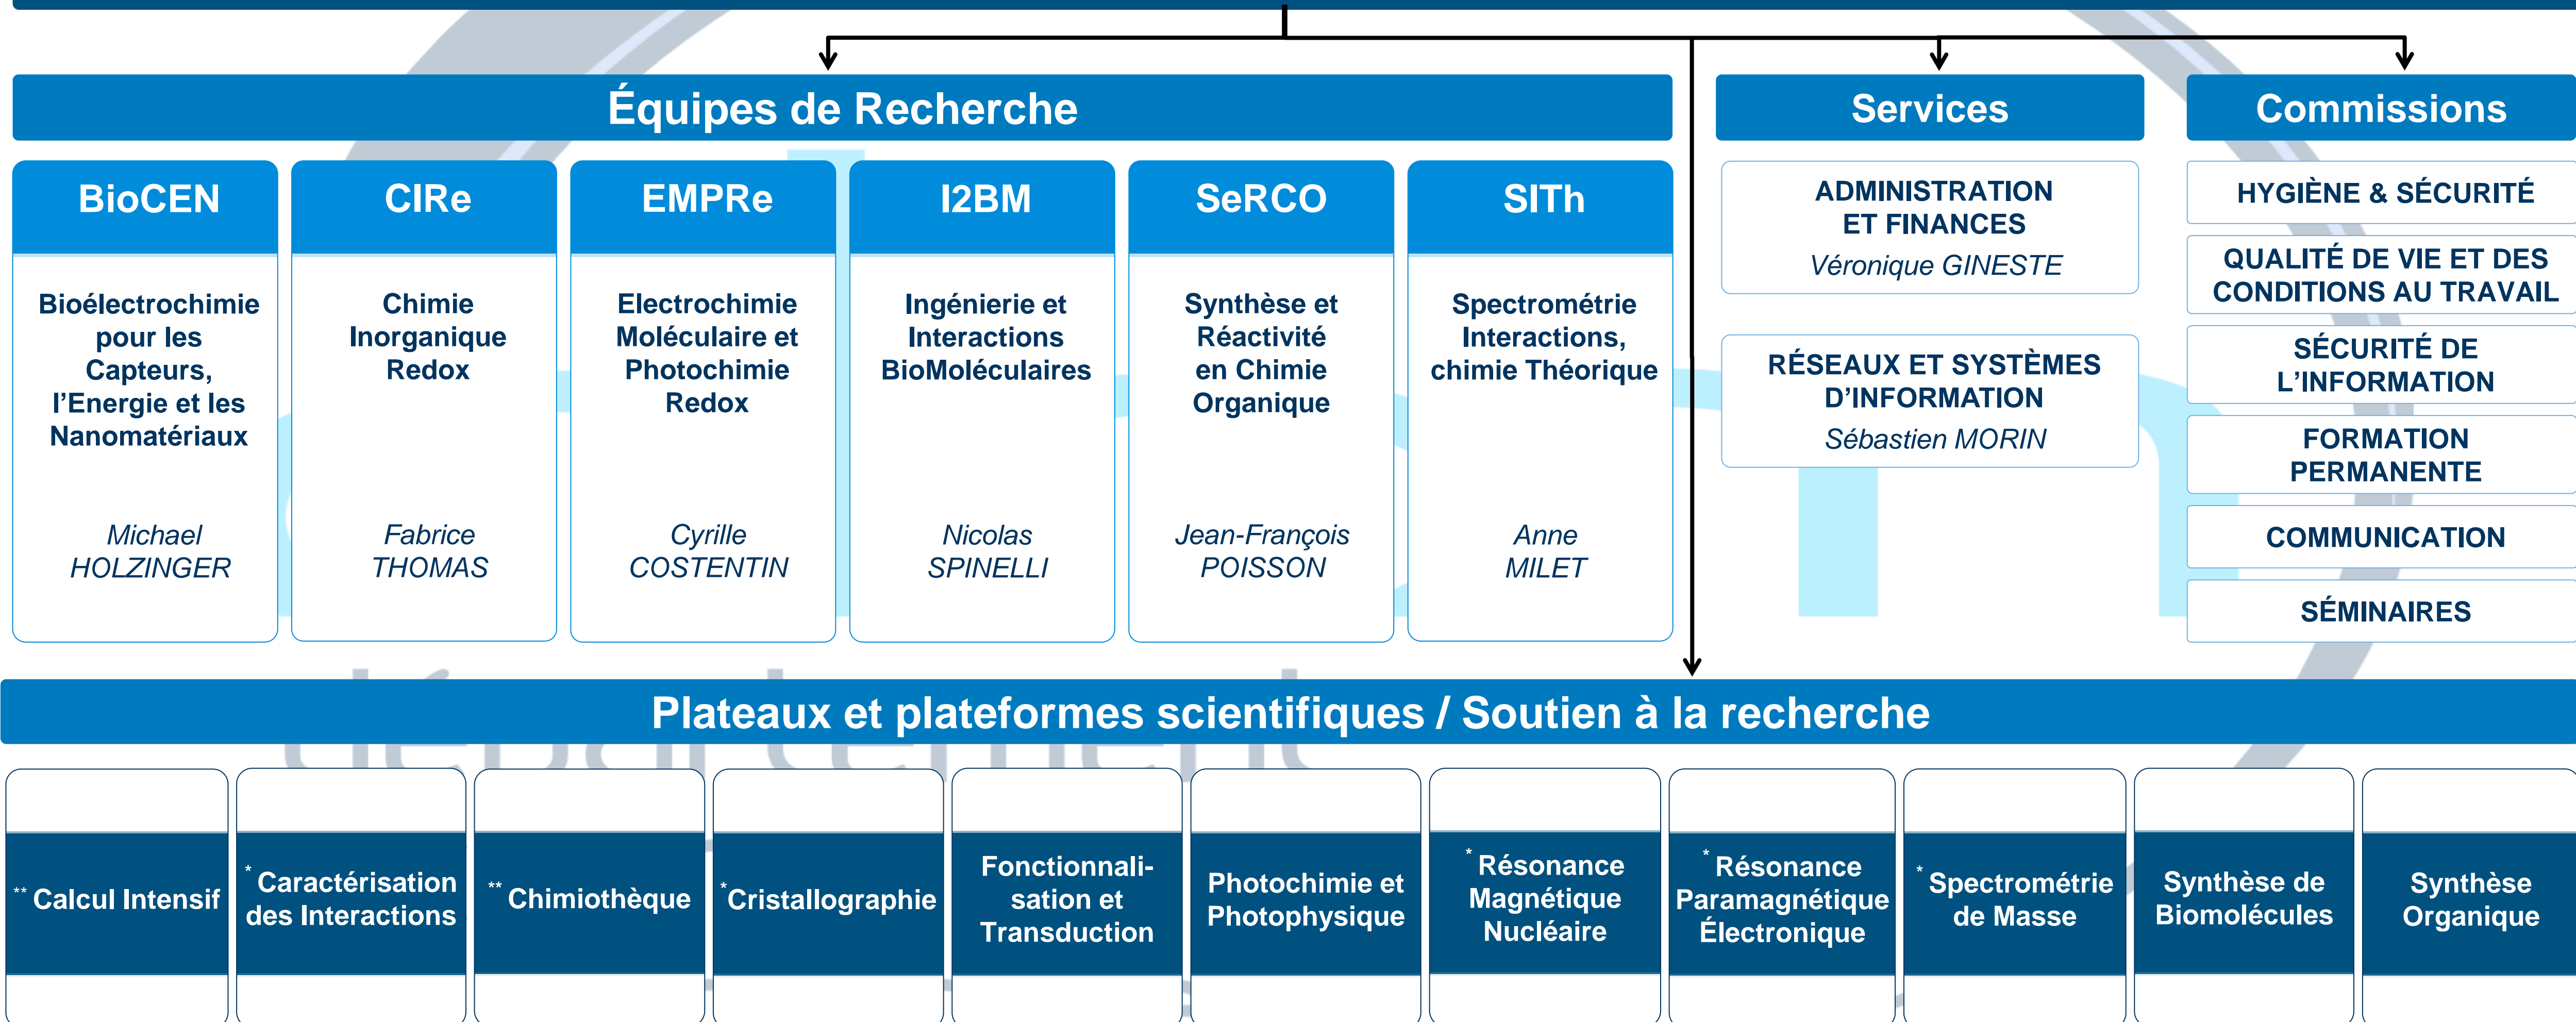 Équipes de Recherche
Services
Commissions
BioCEN
Bioélectrochimie
pour les
Capteurs,
l’Energie et les
Nanomatériaux
Michael
HOLZINGER
CIRe
Chimie
Inorganique
Redox
Fabrice
THOMAS
EMPRe
Electrochimie
Moléculaire et
Photochimie
Redox
Cyrille
COSTENTIN
I2BM
Ingénierie et
Interactions
BioMoléculaires
Nicolas
SPINELLI
SeRCO
Synthèse et
Réactivité
en Chimie
Organique
Jean-François
POISSON
SITh
Spectrométrie
Interactions,
chimie Théorique
Anne
MILET
ADMINISTRATION
ET FINANCES
Véronique GINESTE
RÉSEAUX ET SYSTÈMES
D’INFORMATION
Sébastien MORIN
HYGIÈNE & SÉCURITÉ
QUALITÉ DE VIE ET DES
CONDITIONS AU TRAVAIL
SÉCURITÉ DE
L’INFORMATION
FORMATION
PERMANENTE
COMMUNICATION
SÉMINAIRES
Plateaux et plateformes scientifiques / Soutien à la recherche
** Calcul Intensif
* Caractérisation
des Interactions
** Chimiothèque
*Cristallographie
Fonctionnali-
sation et
Transduction
Photochimie et
Photophysique
* Résonance
Magnétique
Nucléaire
* Résonance
Paramagnétique
Électronique
* Spectrométrie
de Masse
Synthèse de
Biomolécules
Synthèse
Organique